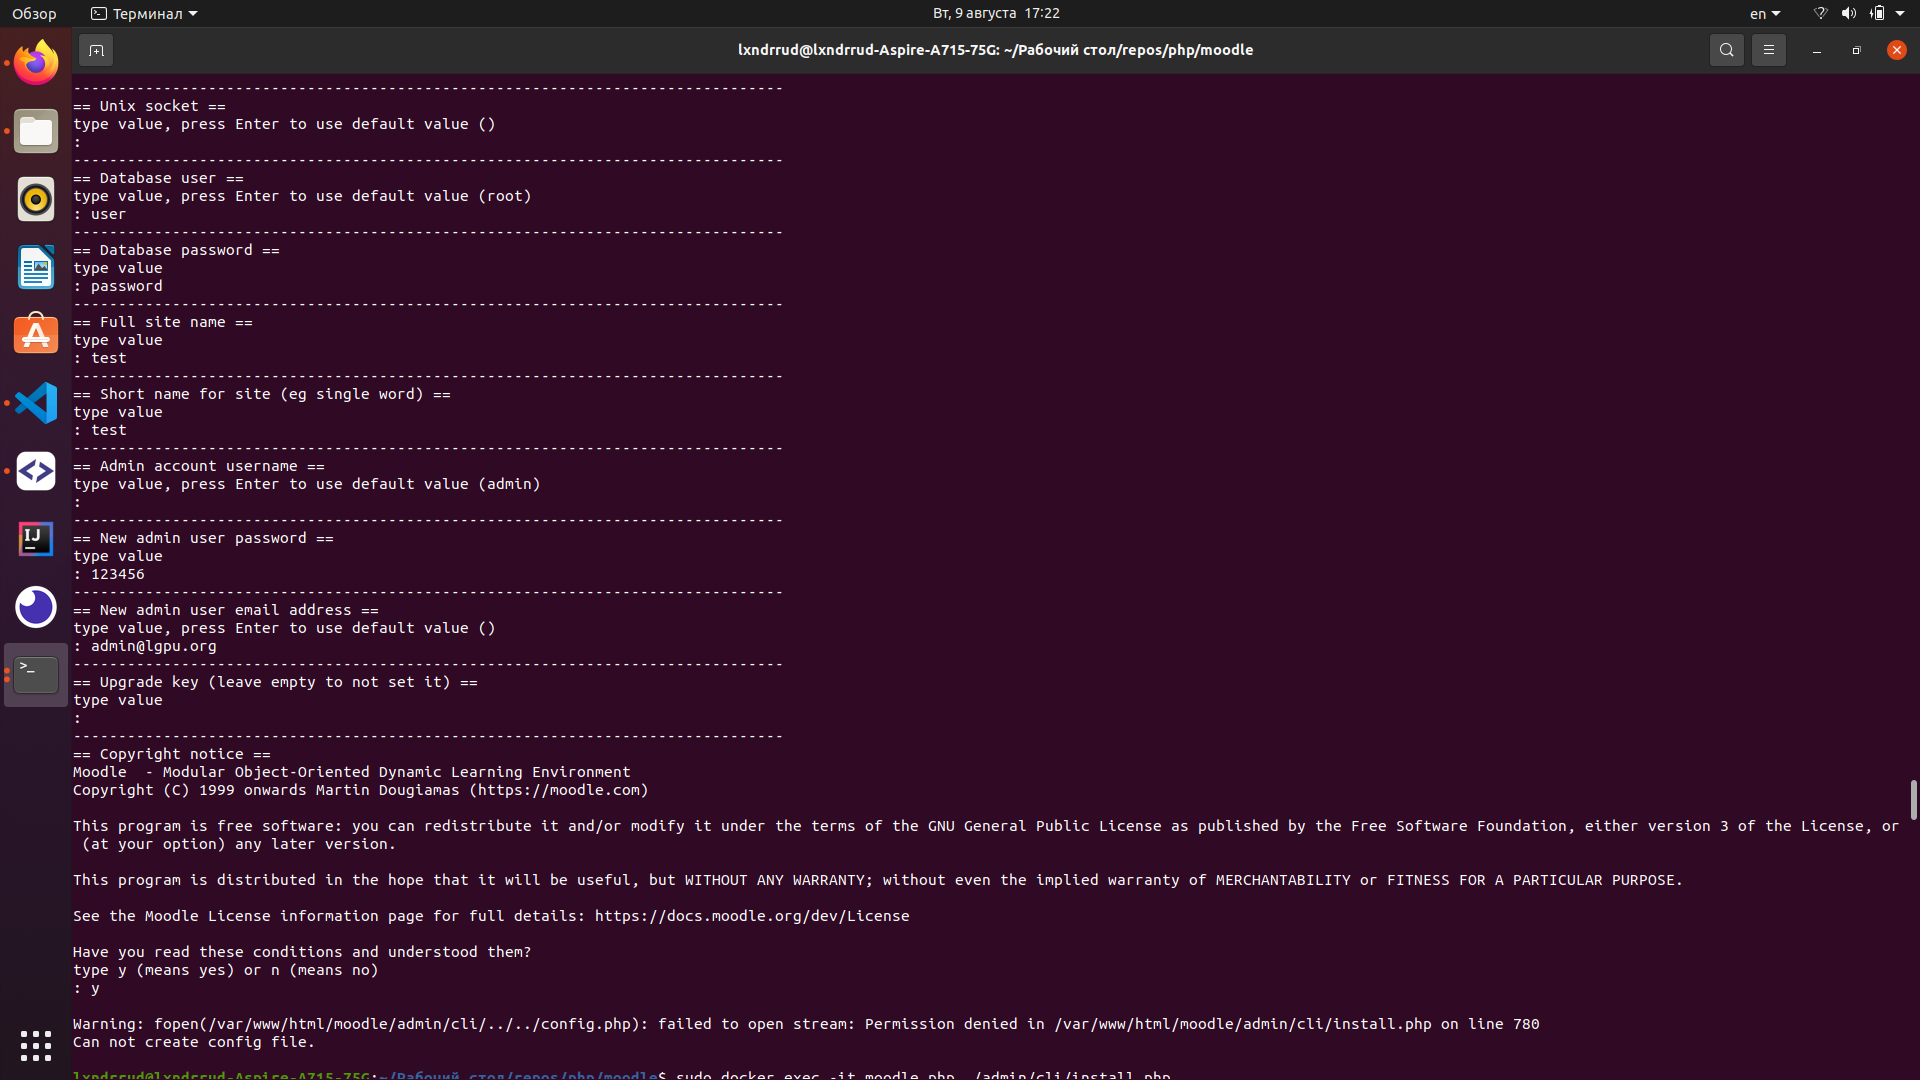 Обзор
Терминал
Вт, 9 августа 17:22
en
lxndrrud@lxndrrud-Aspire-A715-75G: ~/Рабочий стол/repos/php/moodle
-------------------------------------------------------------------------------
== Unix socket ==
type value, press Enter to use default value ()
:
-------------------------------------------------------------------------------
== Database user ==
type value, press Enter to use default value (root)
: user
-------------------------------------------------------------------------------
== Database password ==
type value
: password
-------------------------------------------------------------------------------
== Full site name ==
type value
: test
-------------------------------------------------------------------------------
== Short name for site (eg single word) ==
type value
: test
-------------------------------------------------------------------------------
== Admin account username ==
type value, press Enter to use default value (admin)
:
-------------------------------------------------------------------------------
== New admin user password ==
type value
: 123456
-------------------------------------------------------------------------------
== New admin user email address ==
type value, press Enter to use default value ()
: admin@lgpu.org
-------------------------------------------------------------------------------
== Upgrade key (leave empty to not set it) ==
type value
:
-------------------------------------------------------------------------------
== Copyright notice ==
Moodle  - Modular Object-Oriented Dynamic Learning Environment
Copyright (C) 1999 onwards Martin Dougiamas (https://moodle.com)
This program is free software: you can redistribute it and/or modify it under the terms of the GNU General Public License as published by the Free Software Foundation, either version 3 of the License, or
(at your option) any later version.
This program is distributed in the hope that it will be useful, but WITHOUT ANY WARRANTY; without even the implied warranty of MERCHANTABILITY or FITNESS FOR A PARTICULAR PURPOSE.
See the Moodle License information page for full details: https://docs.moodle.org/dev/License
Have you read these conditions and understood them?
type y (means yes) or n (means no)
: y
Warning: fopen(/var/www/html/moodle/admin/cli/../../config.php): failed to open stream: Permission denied in /var/www/html/moodle/admin/cli/install.php on line 780
Can not create config file.
lxndrrud@lxndrrud-Aspire-A715-75G:~/Рабочий стол/repos/php/moodle$ sudo docker exec -it moodle php ./admin/cli/install.php